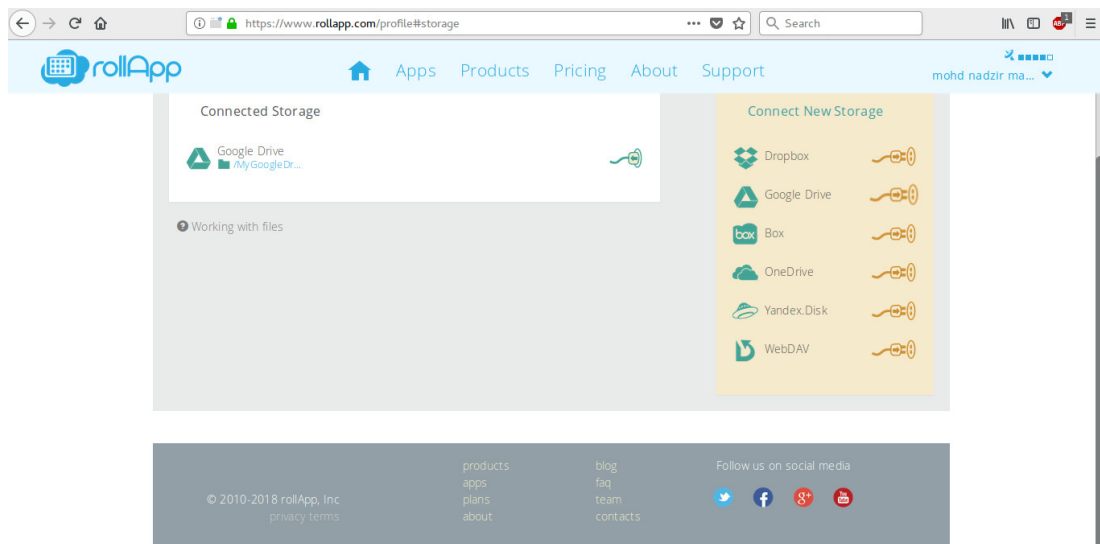 https://www.rollapp.com/profile#storage
Search
ABP
1
rollApp
Apps
Products
Pricing
About
Support
mohd nadzir ma...
Connected Storage
Google Drive
/MyGoogleDr...
Working with files
Connect New Storage
Dropbox
Google Drive
box
Box
OneDrive
Yandex.Disk
WebDAV
© 2010-2018 rollApp, Inc
privacy terms
products
apps
plans
about
blog
faq
team
contacts
Follow us on social media